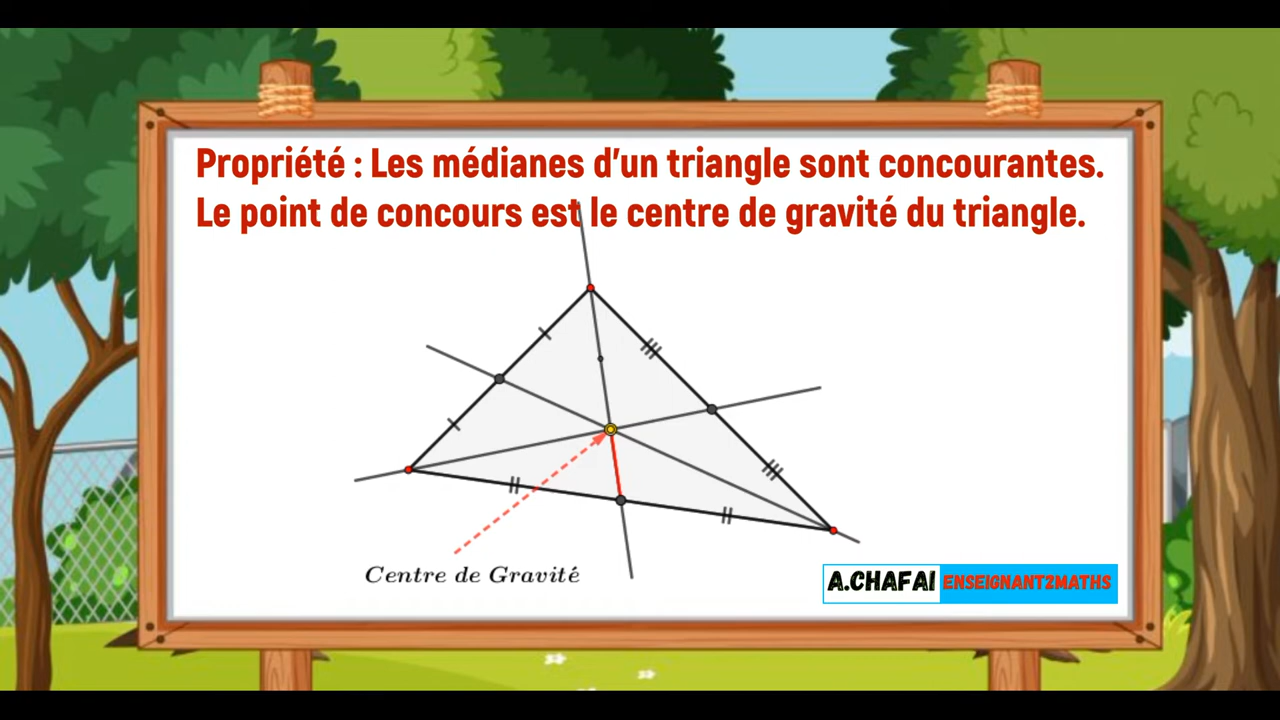 Propriété : Les médianes d’un triangle sont concourantes.
Le point de concours est le centre de gravité du triangle.
Centre de Gravité
A.CHAFAI ENSEIGNANT2MATHS